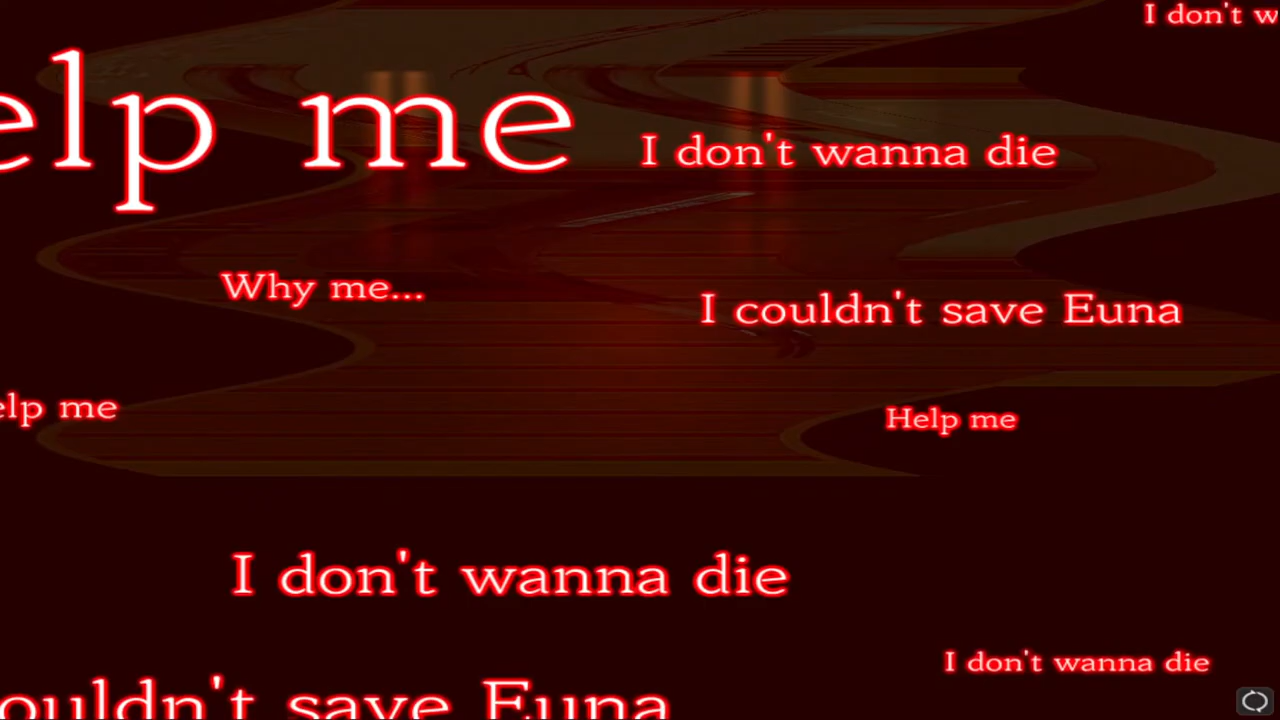 I don't w
elp me
I don't wanna die
Why me...
I couldn't save Euna
elp me
Help me
I don't wanna die
I don't wanna die
ouldn't save Euna